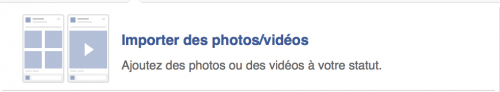 Importer des photos/vidéos
Ajoutez des photos ou des vidéos à votre statut.